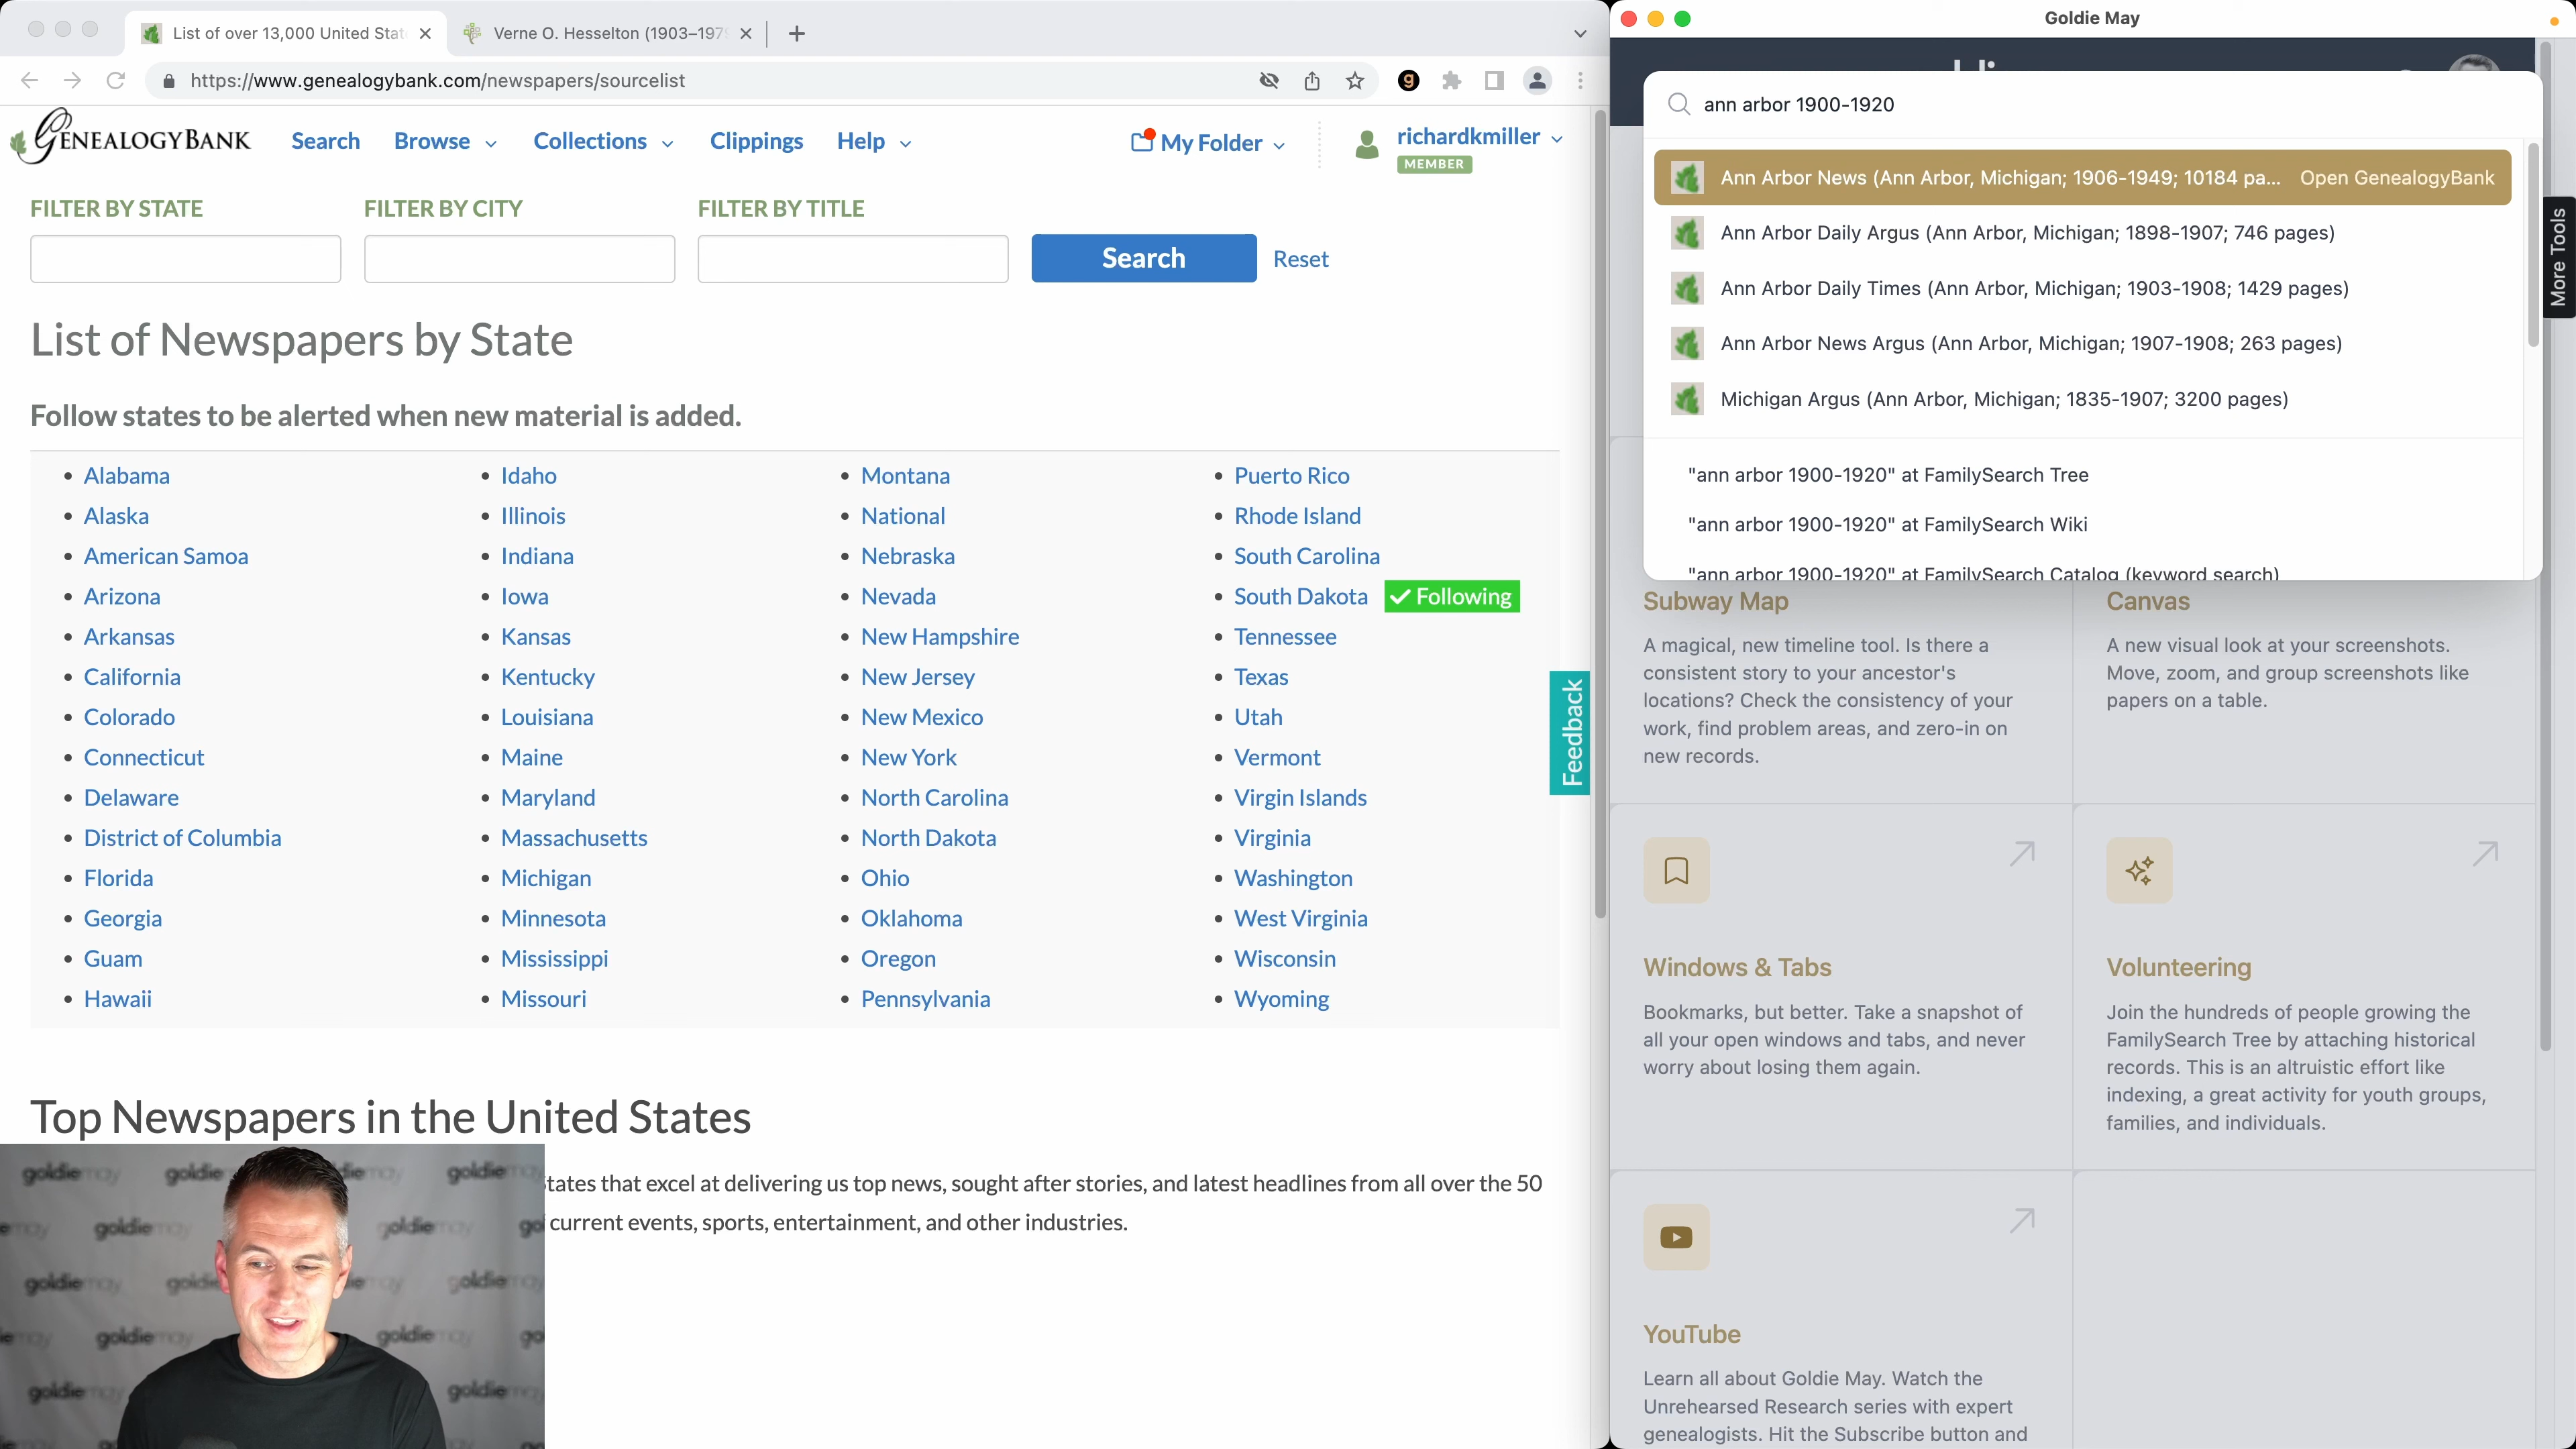 List of over 13,000 United Stat
Verne O. Hesselton (1903–197
https://www.genealogybank.com/newspapers/sourcelist
g
GENEALOGYBANK
Search
Browse
Collections
Clippings
Help
My Folder
richardkmiller
MEMBER
FILTER BY STATE
FILTER BY CITY
FILTER BY TITLE
Search
Reset
List of Newspapers by State
Follow states to be alerted when new material is added.
Alabama
Alaska
American Samoa
Arizona
Arkansas
California
Colorado
Connecticut
Delaware
District of Columbia
Florida
Georgia
Guam
Hawaii
Idaho
Illinois
Indiana
Iowa
Kansas
Kentucky
Louisiana
Maine
Maryland
Massachusetts
Michigan
Minnesota
Mississippi
Missouri
Montana
National
Nebraska
Nevada
New Hampshire
New Jersey
New Mexico
New York
North Carolina
North Dakota
Ohio
Oklahoma
Oregon
Pennsylvania
Puerto Rico
Rhode Island
South Carolina
South Dakota Following
Tennessee
Texas
Utah
Vermont
Virgin Islands
Virginia
Washington
West Virginia
Wisconsin
Wyoming
Feedback
Top Newspapers in the United States
tates that excel at delivering us top news, sought after stories, and latest headlines from all over the 50
current events, sports, entertainment, and other industries.
goldiemay
Goldie May
ann arbor 1900-1920
Ann Arbor News (Ann Arbor, Michigan; 1906-1949; 10184 pa... Open GenealogyBank
Ann Arbor Daily Argus (Ann Arbor, Michigan; 1898-1907; 746 pages)
Ann Arbor Daily Times (Ann Arbor, Michigan; 1903-1908; 1429 pages)
Ann Arbor News Argus (Ann Arbor, Michigan; 1907-1908; 263 pages)
Michigan Argus (Ann Arbor, Michigan; 1835-1907; 3200 pages)
"ann arbor 1900-1920" at FamilySearch Tree
"ann arbor 1900-1920" at FamilySearch Wiki
"ann arbor 1900-1920" at FamilySearch Catalog (keyword search)
More Tools
Subway Map
A magical, new timeline tool. Is there a
consistent story to your ancestor's
locations? Check the consistency of your
work, find problem areas, and zero-in on
new records.
Canvas
A new visual look at your screenshots.
Move, zoom, and group screenshots like
papers on a table.
Windows & Tabs
Bookmarks, but better. Take a snapshot of
all your open windows and tabs, and never
worry about losing them again.
Volunteering
Join the hundreds of people growing the
FamilySearch Tree by attaching historical
records. This is an altruistic effort like
indexing, a great activity for youth groups,
families, and individuals.
YouTube
Learn all about Goldie May. Watch the
Unrehearsed Research series with expert
genealogists. Hit the Subscribe button and